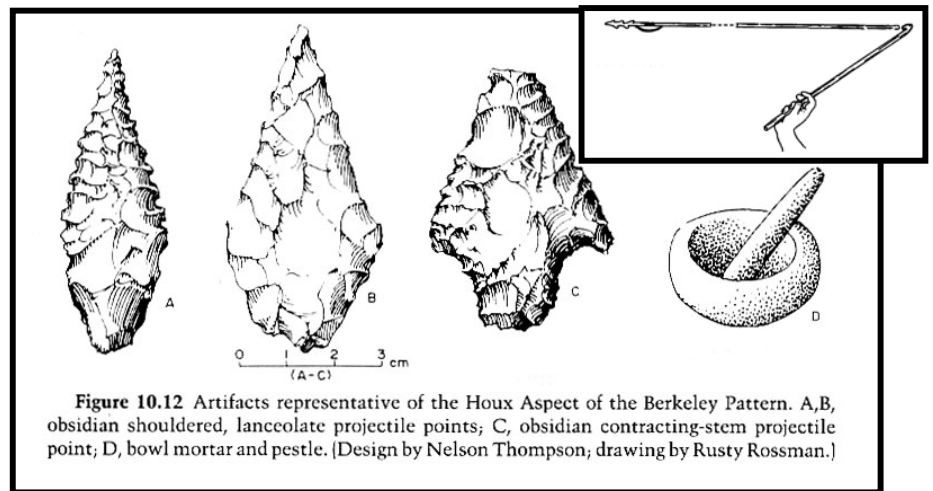 A
B
C
D
0 1 2 3 cm
(A-C)
Figure 10.12 Artifacts representative of the Houx Aspect of the Berkeley Pattern. A,B,
obsidian shouldered, lanceolate projectile points; C, obsidian contracting-stem projectile
point; D, bowl mortar and pestle. (Design by Nelson Thompson; drawing by Rusty Rossman.)